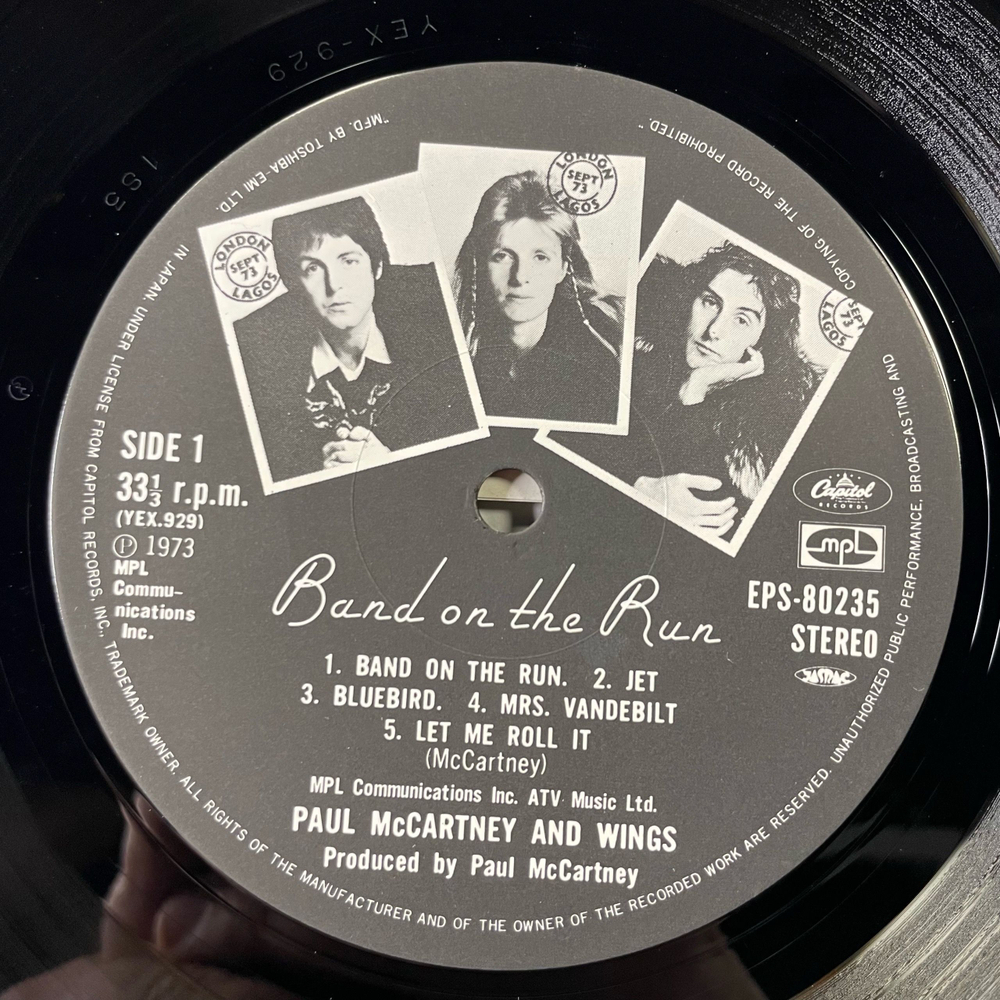 YEX-929
1S5
LONDON
SEPT
73
LAGOS
LONDON
SEPT
73
LAGOS
SEPT
73
LAGOS
SIDE 1
33⅓ r.p.m.
(YEX.929)
Ⓟ 1973
MPL
Commu-
nications
Inc.
Capitol
RECORDS
mpl
EPS-80235
STEREO
JASRAC
Band on the Run
1. BAND ON THE RUN. 2. JET
3. BLUEBIRD. 4. MRS. VANDEBILT
5. LET ME ROLL IT
(McCartney)
MPL Communications Inc. ATV Music Ltd.
PAUL McCARTNEY AND WINGS
Produced by Paul McCartney
"MFD. BY TOSHIBA-EMI LTD. IN JAPAN. UNDER LICENSE FROM CAPITOL RECORDS, INC., TRADEMARK OWNER. ALL RIGHTS OF THE MANUFACTURER AND OF THE OWNER OF THE RECORDED WORK ARE RESERVED. UNAUTHORIZED PUBLIC PERFORMANCE, BROADCASTING AND COPYING OF THE RECORD PROHIBITED."